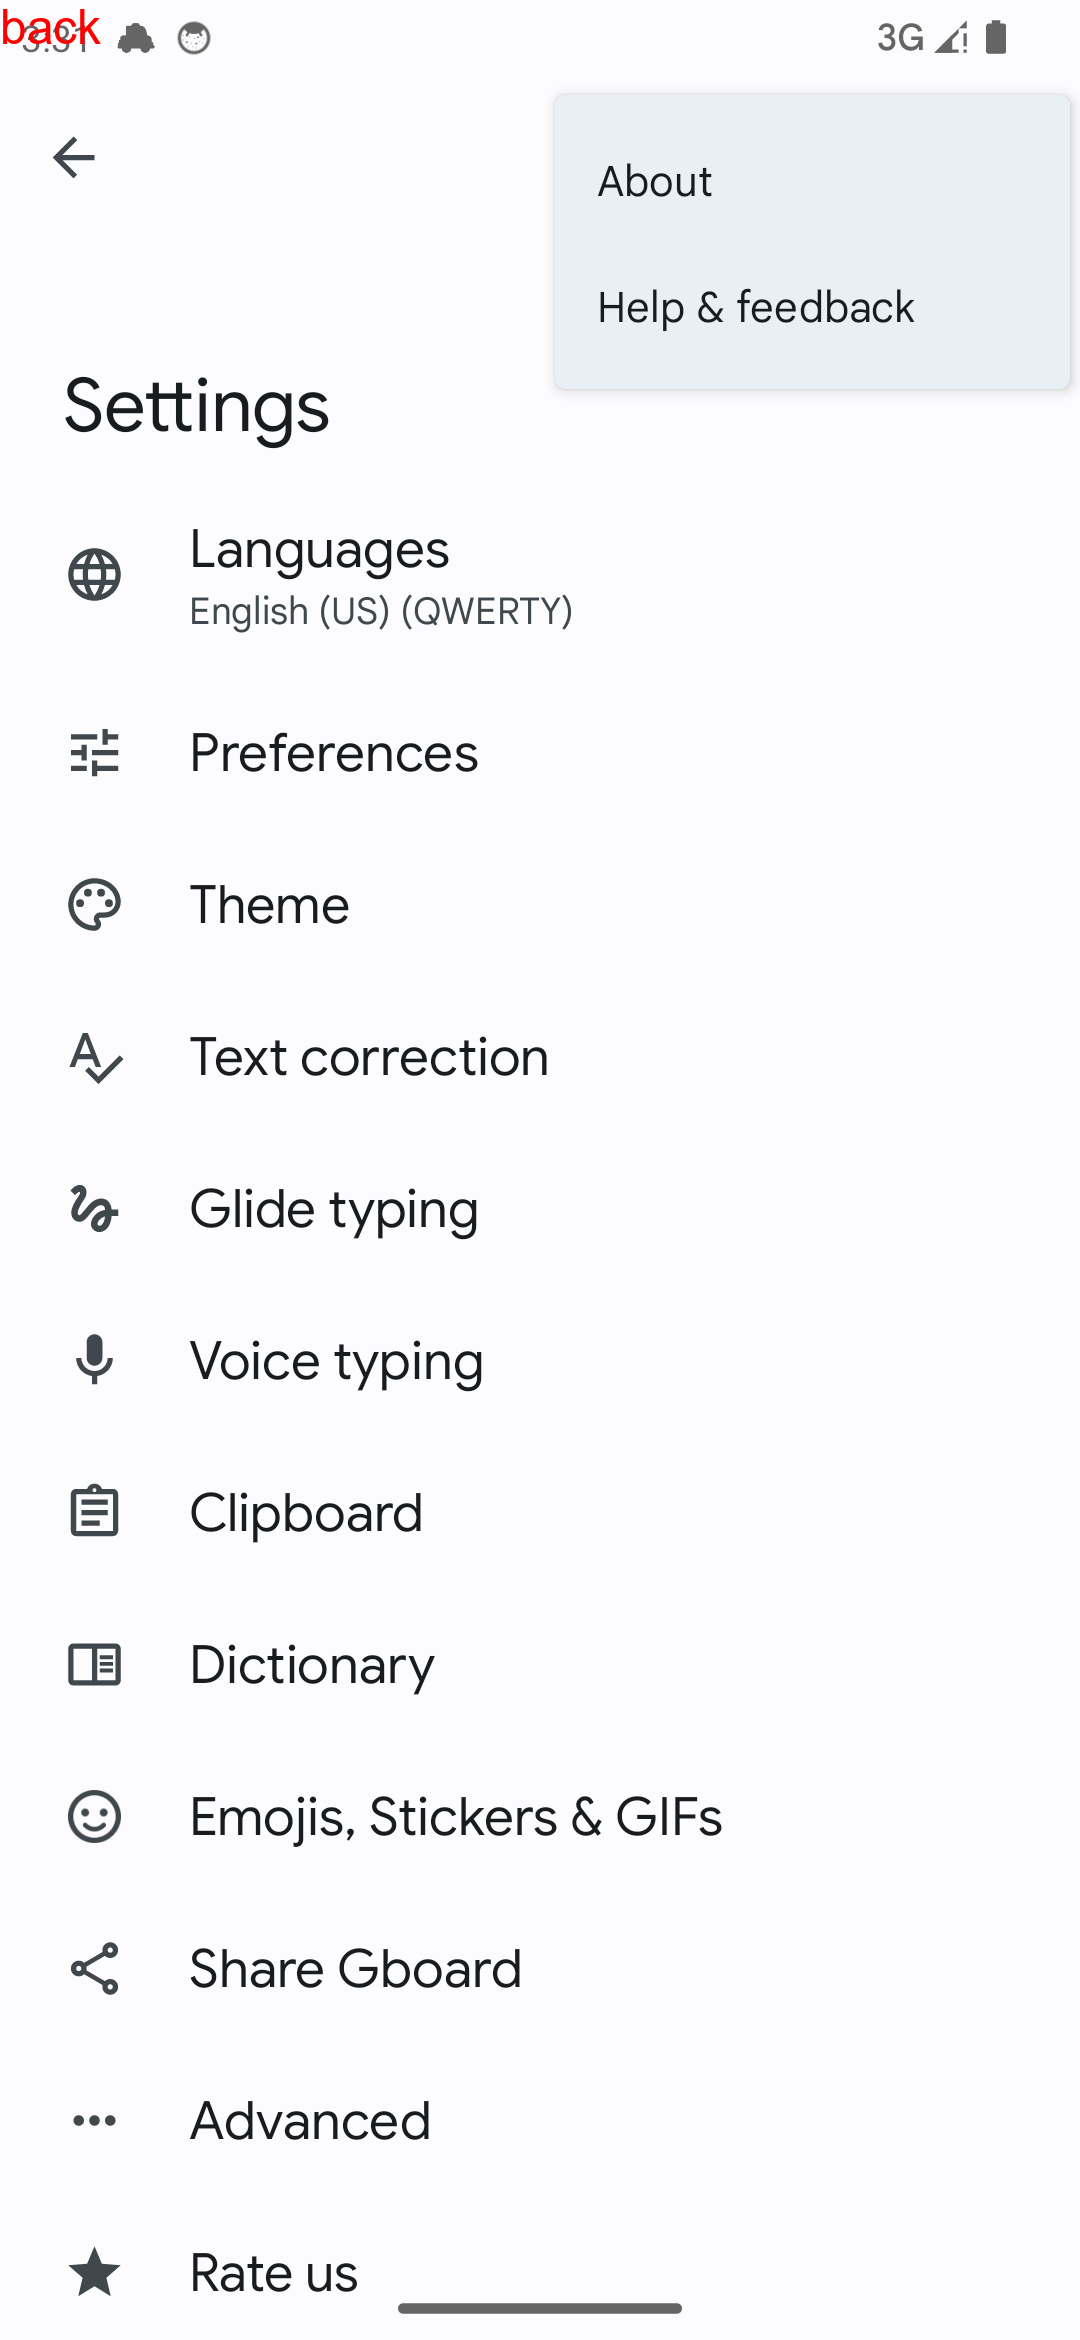 back
3G
About
Help & feedback
Settings
Languages
English (US) (QWERTY)
Preferences
Theme
Text correction
Glide typing
Voice typing
Clipboard
Dictionary
Emojis, Stickers & GIFs
Share Gboard
Advanced
Rate us